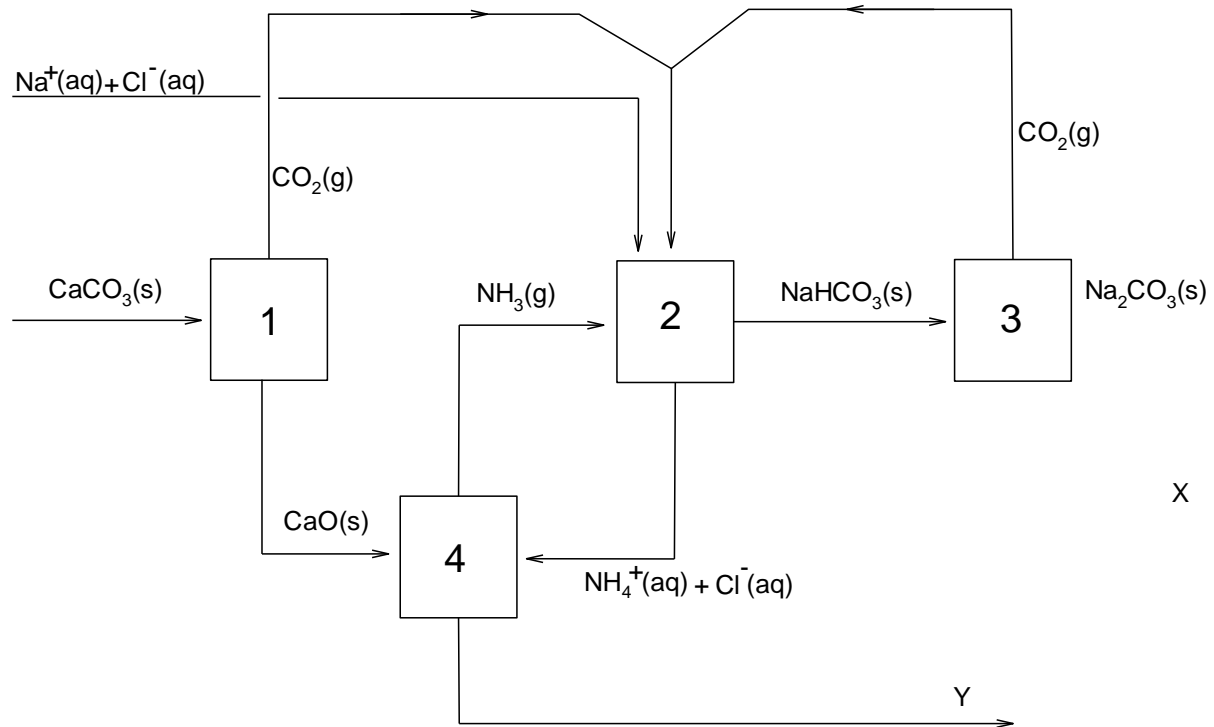 Na⁺(aq)+Cl⁻(aq)
CO₂(g)
CO₂(g)
CaCO₃(s)
1
NH₃(g)
2
NaHCO₃(s)
3
Na₂CO₃(s)
X
CaO(s)
4
NH₄⁺(aq) + Cl⁻(aq)
Y